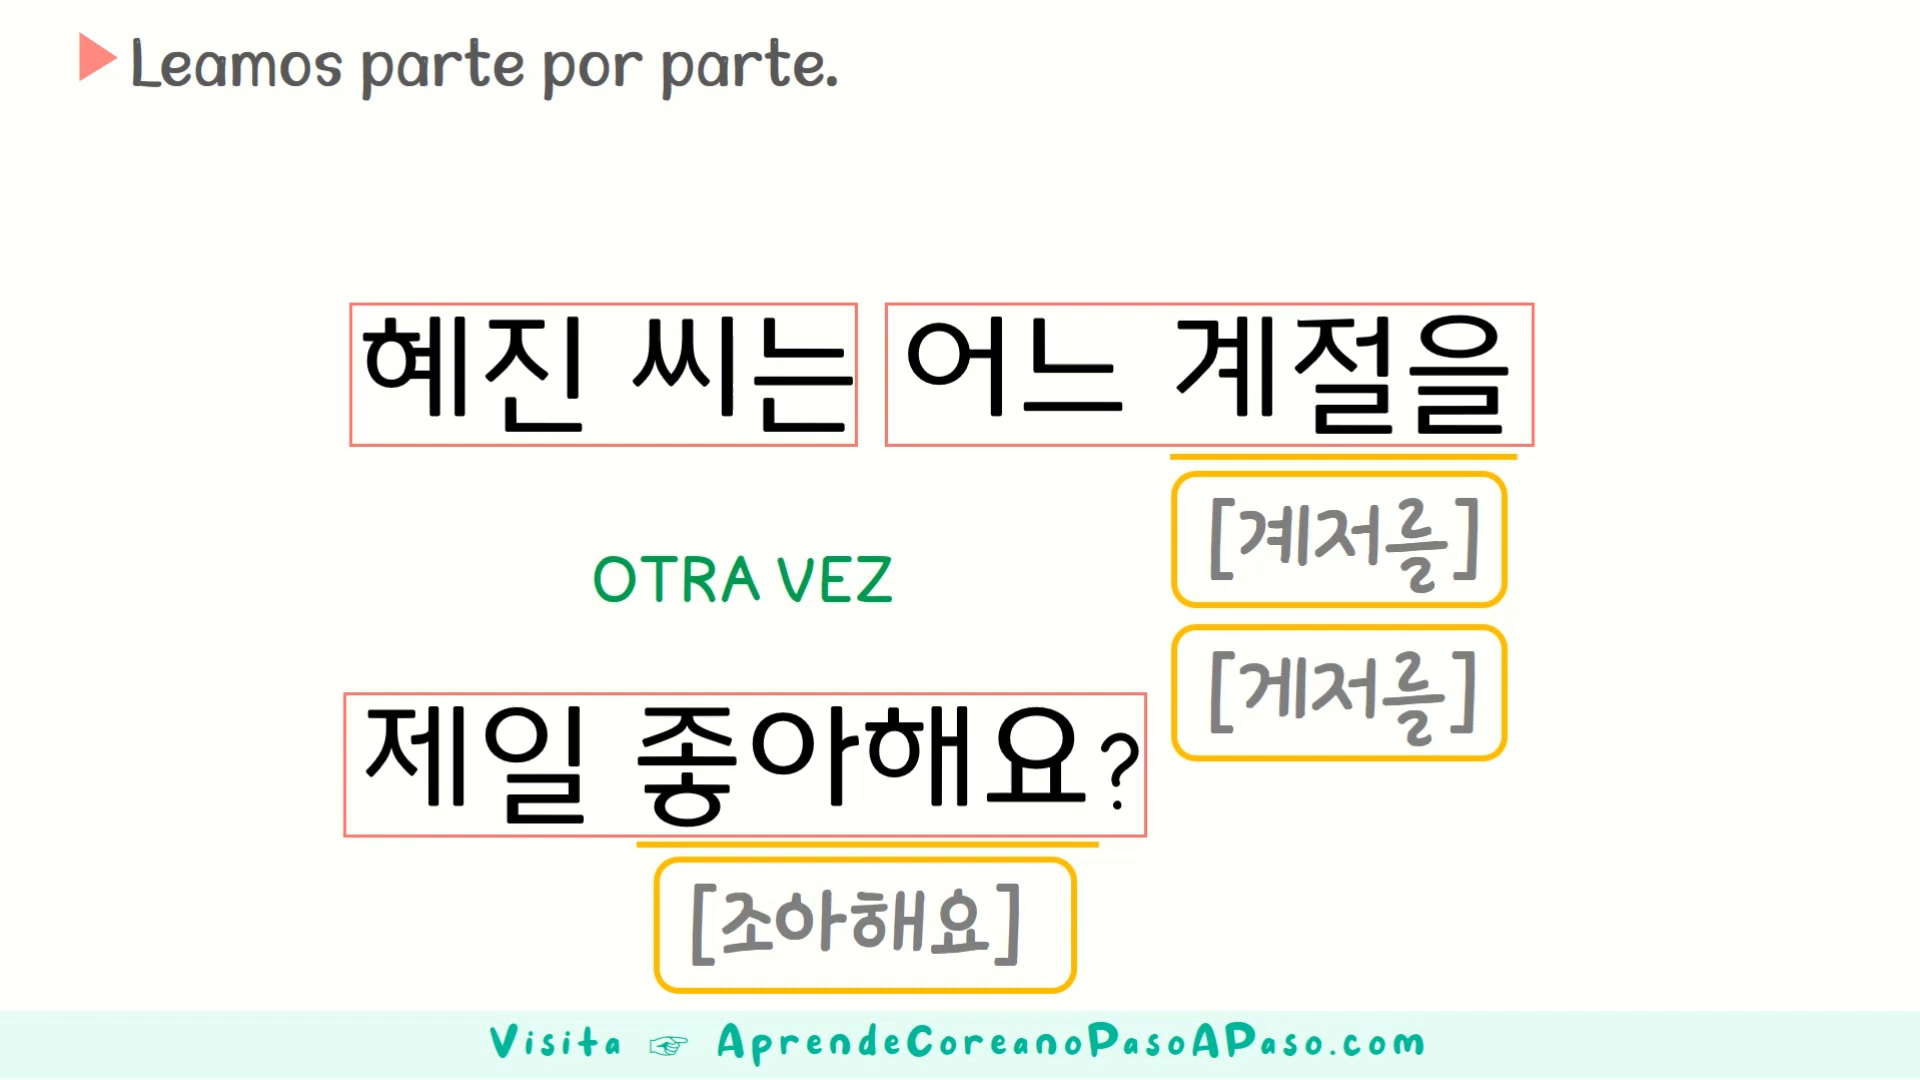 Leamos parte por parte.
혜진 씨는 어느 계절을
[계저를]
OTRA VEZ
[게저를]
제일 좋아해요?
[조아해요]
Visita ☞ AprendeCoreanoPasoAPaso.com